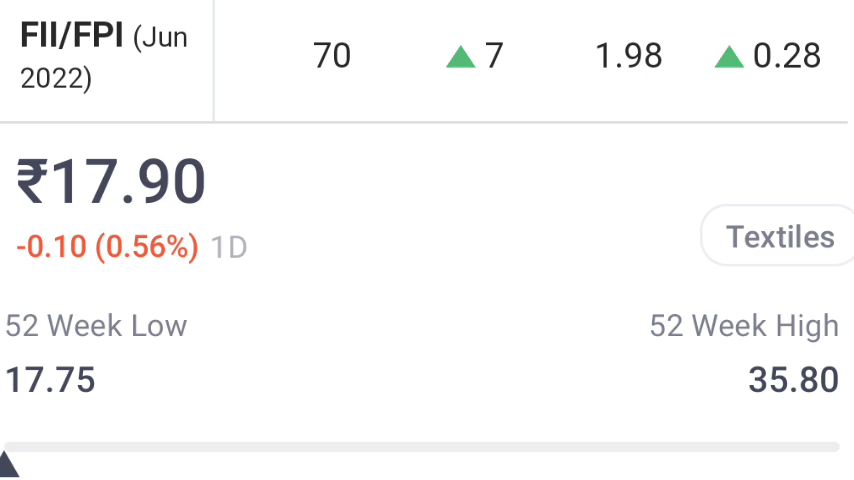 FII/FPI (Jun 2022) 70 ▲ 7 1.98 ▲ 0.28
₹17.90
-0.10 (0.56%) 1D
Textiles
52 Week Low 52 Week High
17.75 35.80